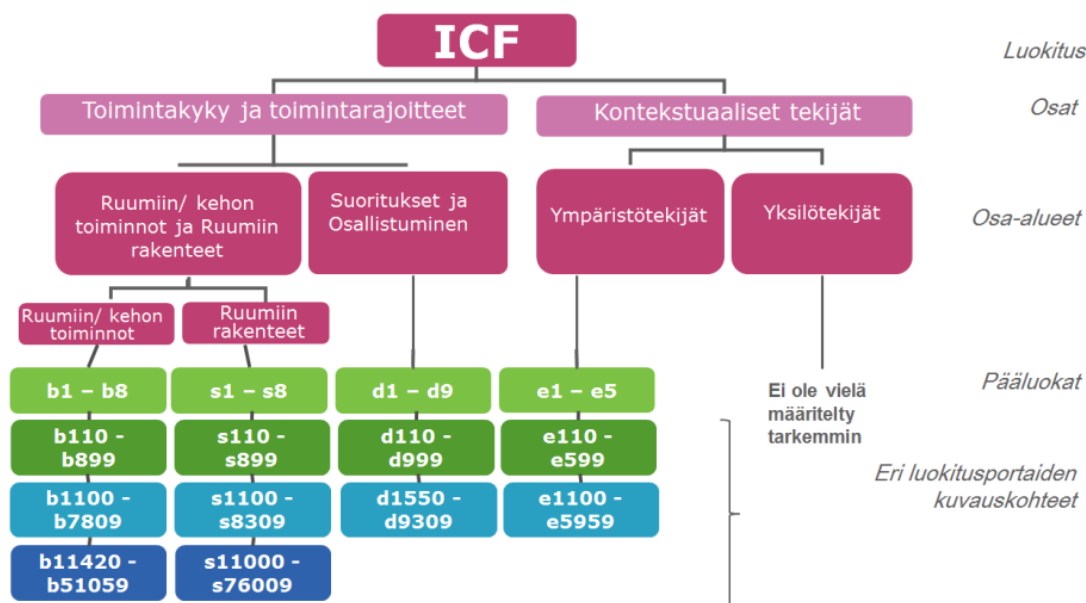 ICF
Luokitus
Toimintakyky ja toimintarajoitteet
Kontekstuaaliset tekijät
Osat
Ruumiin/ kehon
toiminnot ja Ruumiin
rakenteet
Suoritukset ja
Osallistuminen
Ympäristötekijät
Yksilötekijät
Osa-alueet
Ruumiin/ kehon
toiminnot
Ruumiin
rakenteet
b1 – b8
s1 – s8
d1 – d9
e1 – e5
Ei ole vielä
määritelty
tarkemmin
Pääluokat
b110 -
b899
s110 -
s899
d110 -
d999
e110 -
e599
Eri luokitusportaiden
kuvauskohteet
b1100 -
b7809
s1100 -
s8309
d1550 -
d9309
e1100 -
e5959
b11420 -
b51059
s11000 -
s76009